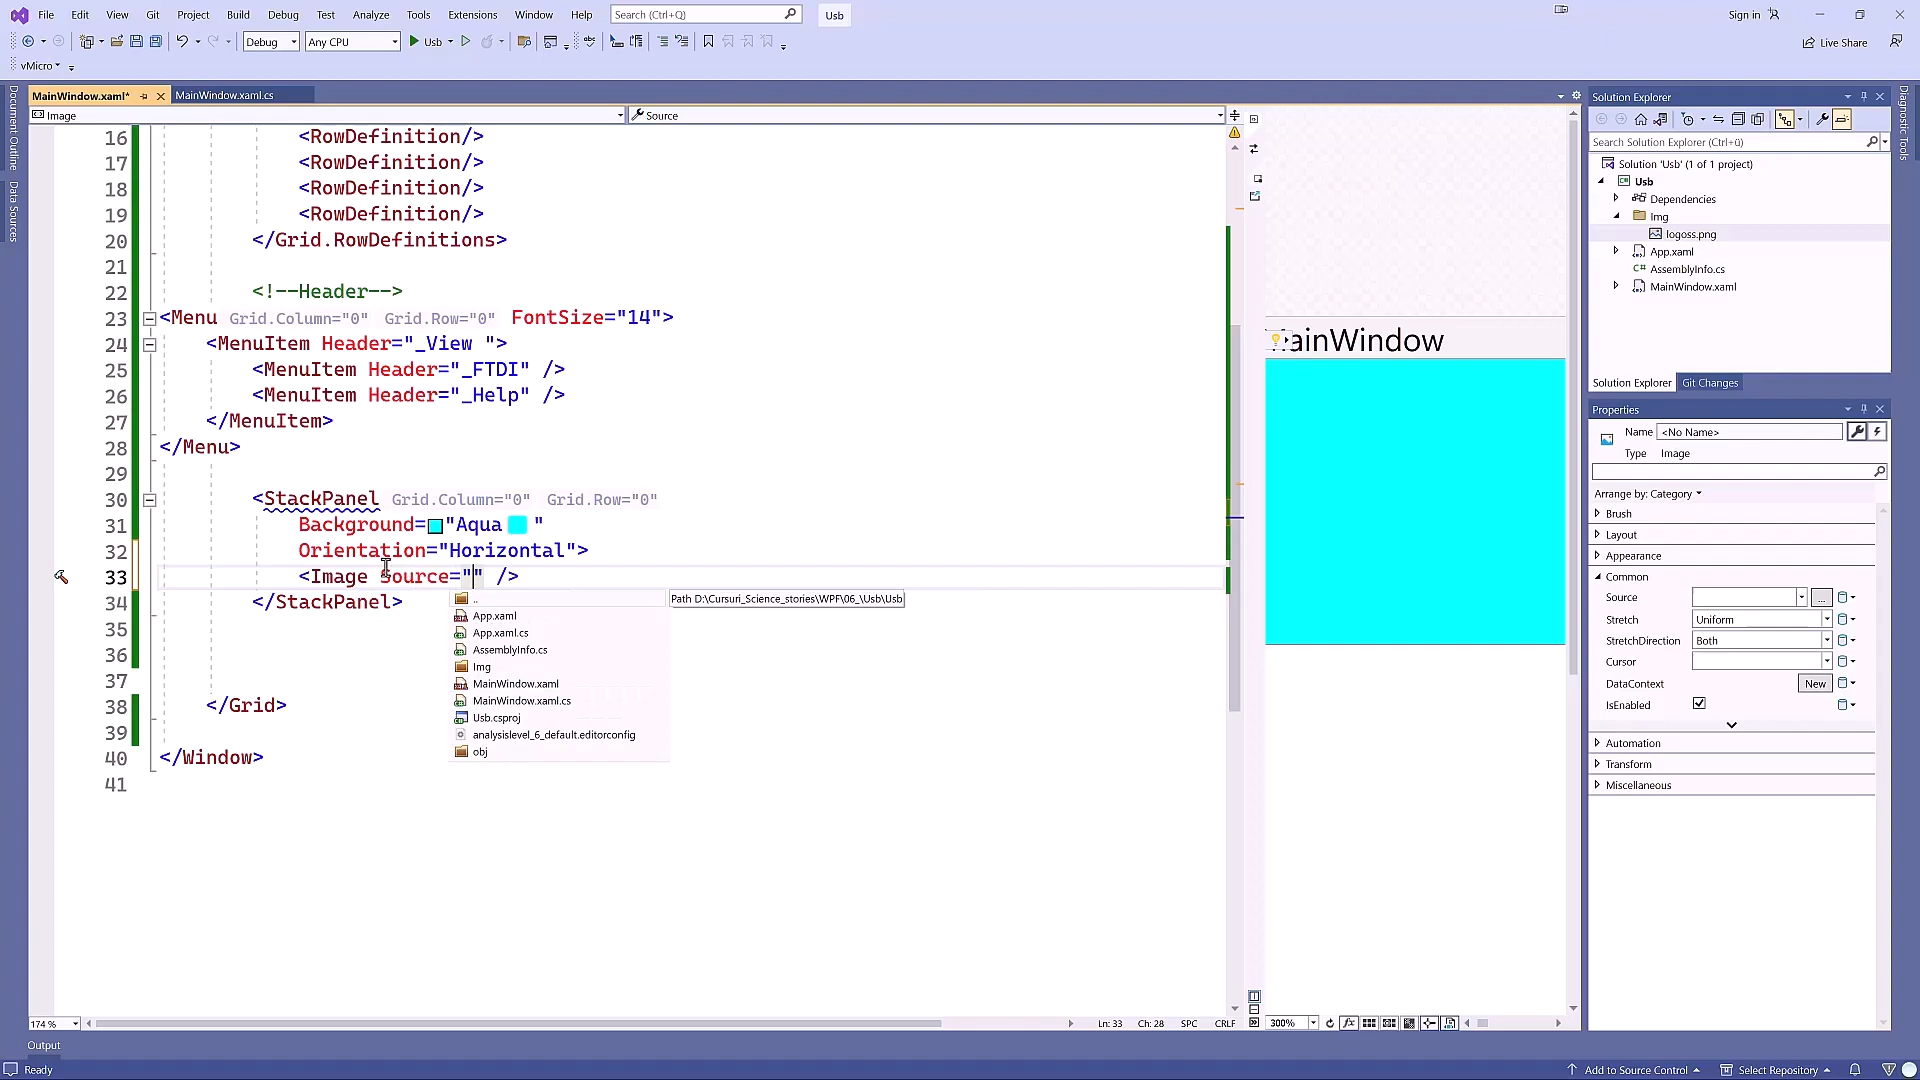 File Edit View Git Project Build Debug Test Analyze Tools Extensions Window Help Search (Ctrl+Q) Usb Sign in
Debug Any CPU Usb Live Share
vMicro
Document Outline
Data Sources
MainWindow.xaml* MainWindow.xaml.cs
Image Source
16 <RowDefinition/>
17 <RowDefinition/>
18 <RowDefinition/>
19 <RowDefinition/>
20 </Grid.RowDefinitions>
21
22 <!--Header-->
23 <Menu Grid.Column="0" Grid.Row="0" FontSize="14">
24 <MenuItem Header="_View ">
25 <MenuItem Header="_FTDI" />
26 <MenuItem Header="_Help" />
27 </MenuItem>
28 </Menu>
29
30 <StackPanel Grid.Column="0" Grid.Row="0"
31 Background="Aqua "
32 Orientation="Horizontal">
33 <Image Source="" />
34 </StackPanel>
35
36
37
38 </Grid>
39
40 </Window>
41
..
App.xaml
App.xaml.cs
AssemblyInfo.cs
Img
MainWindow.xaml
MainWindow.xaml.cs
Usb.csproj
analysislevel_6_default.editorconfig
obj
Path D:\Cursuri_Science_stories\WPF\06_\Usb\Usb
174 % Ln: 33 Ch: 28 SPC CRLF
ainWindow
300%
Solution Explorer
Search Solution Explorer (Ctrl+ü)
Solution 'Usb' (1 of 1 project)
Usb
Dependencies
Img
logoss.png
App.xaml
AssemblyInfo.cs
MainWindow.xaml
Solution Explorer Git Changes
Properties
Name <No Name>
Type Image
Arrange by: Category
Brush
Layout
Appearance
Common
Source ...
Stretch Uniform
StretchDirection Both
Cursor
DataContext New
IsEnabled
Automation
Transform
Miscellaneous
Diagnostic Tools
Output
Ready Add to Source Control Select Repository